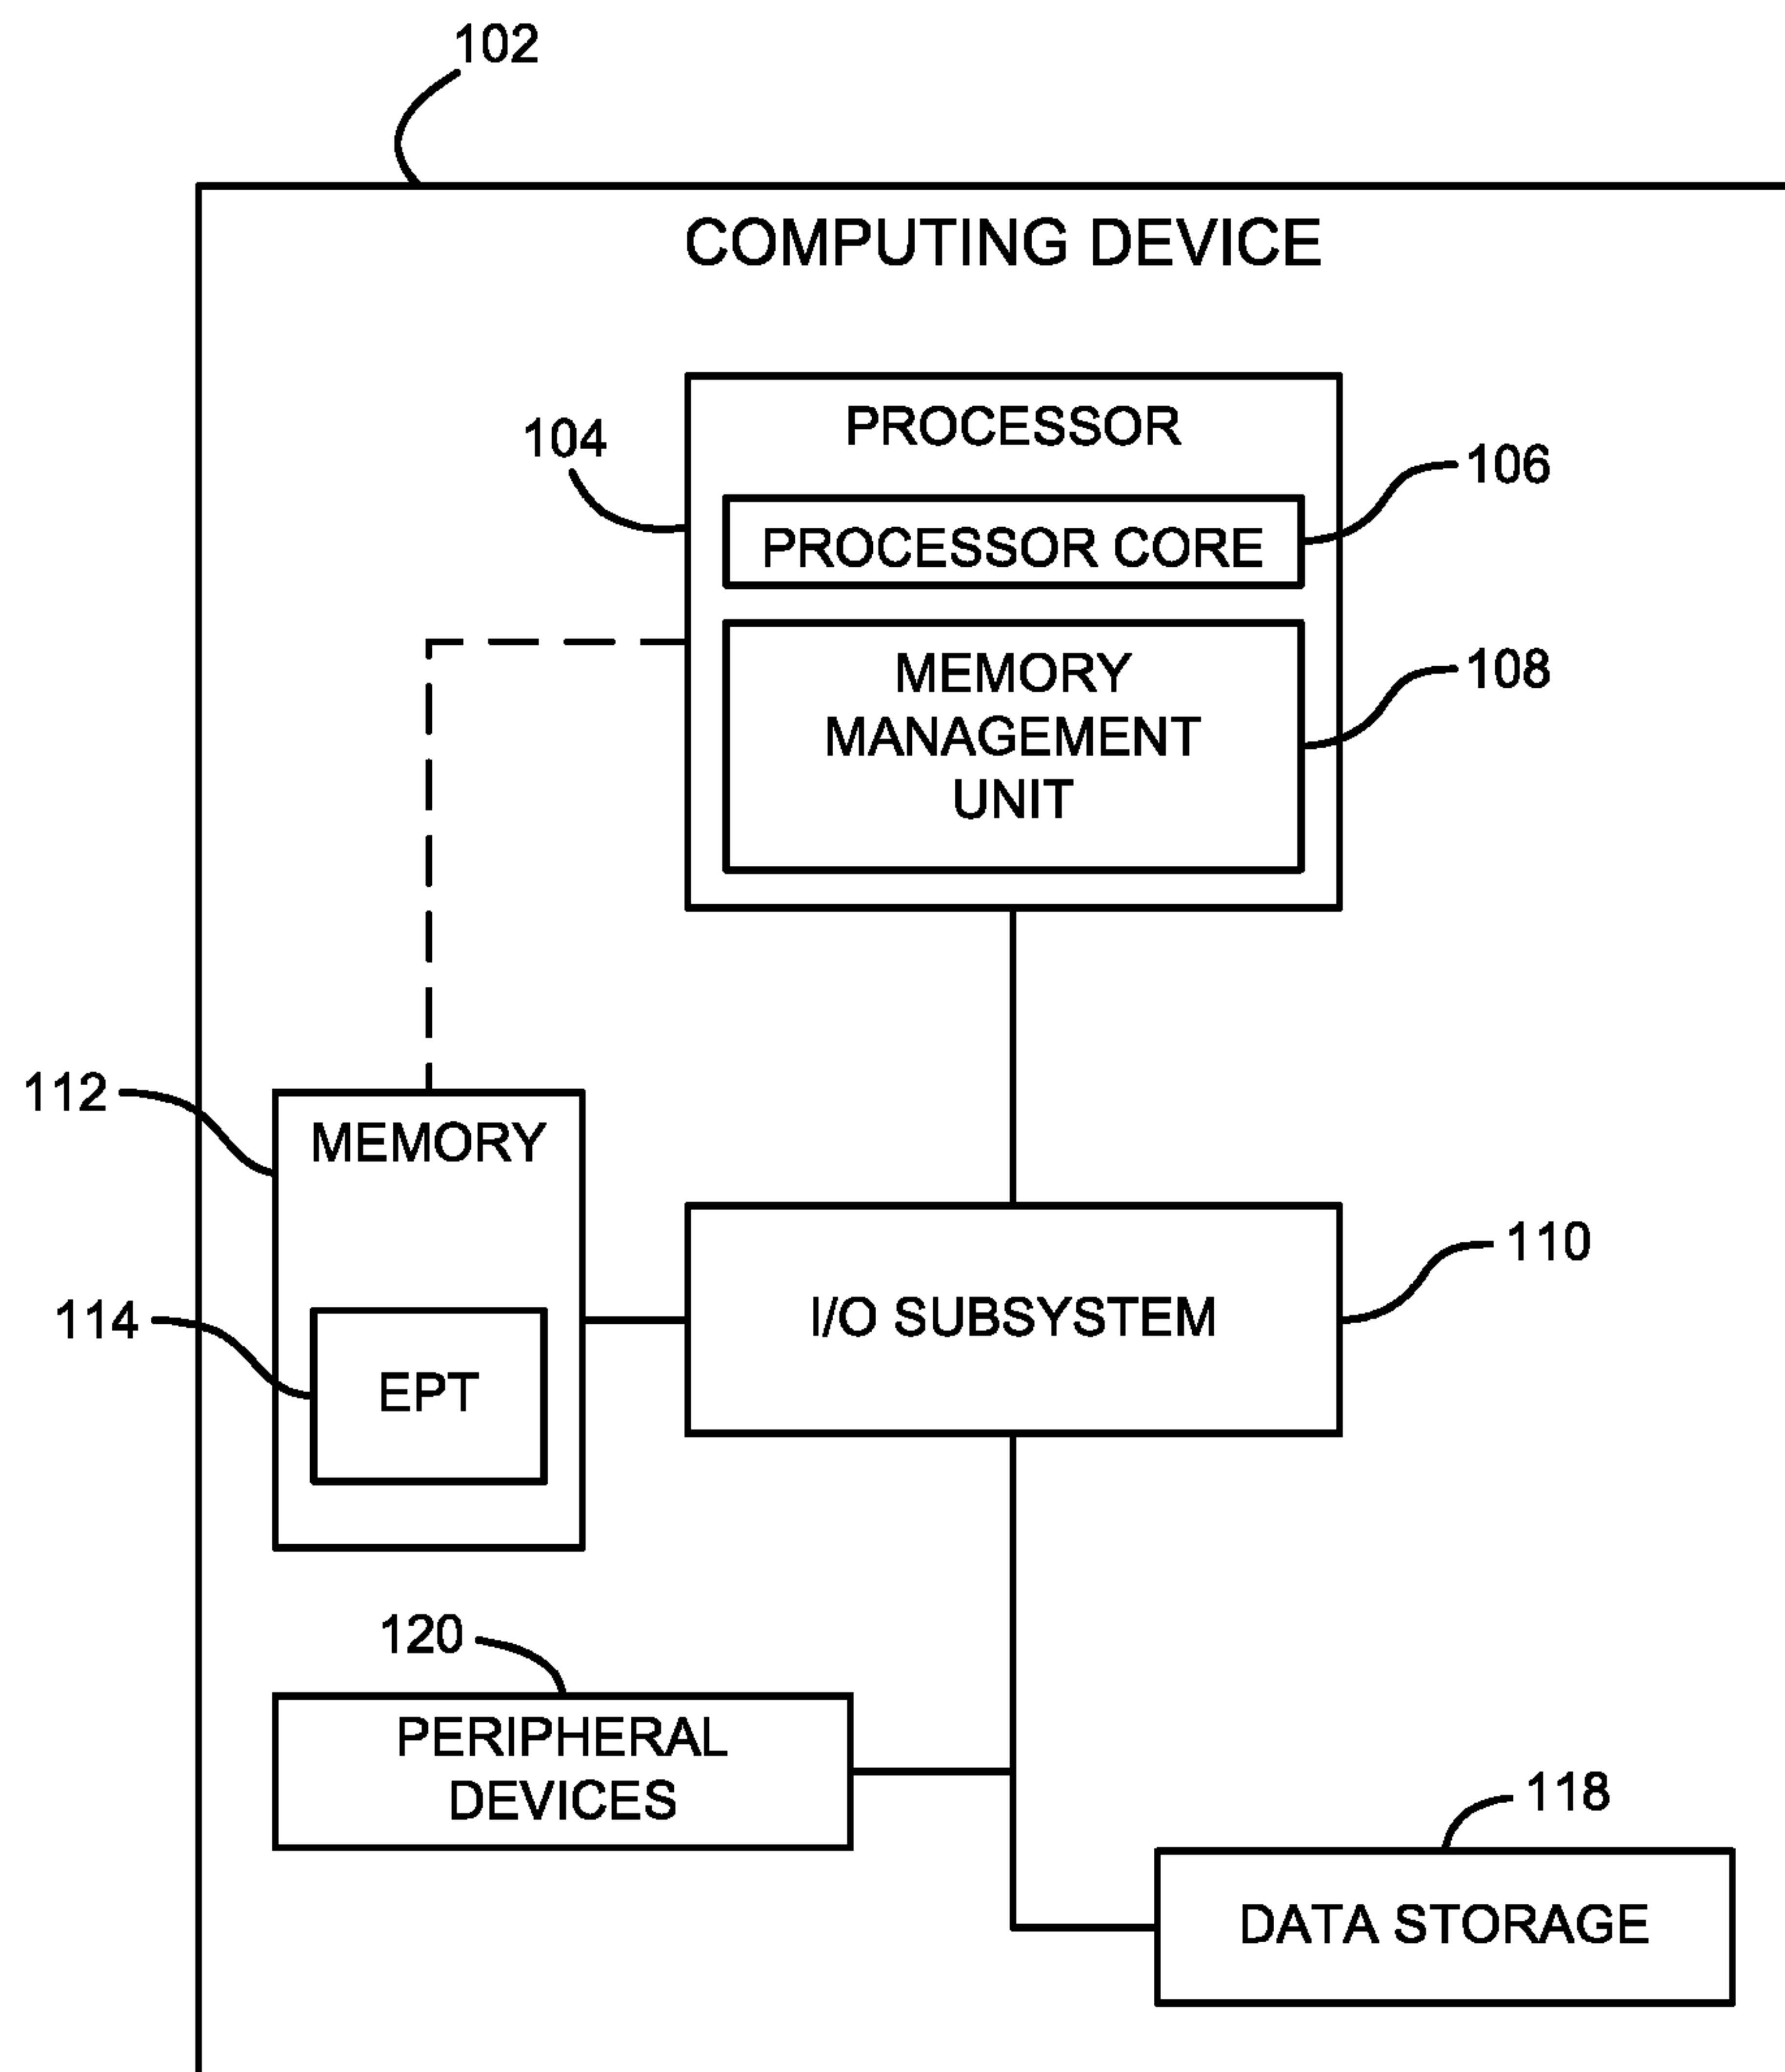 102
COMPUTING DEVICE
PROCESSOR
104
106
PROCESSOR CORE
MEMORY
MANAGEMENT
UNIT
108
112
MEMORY
110
I/O SUBSYSTEM
114
EPT
120
PERIPHERAL
DEVICES
118
DATA STORAGE